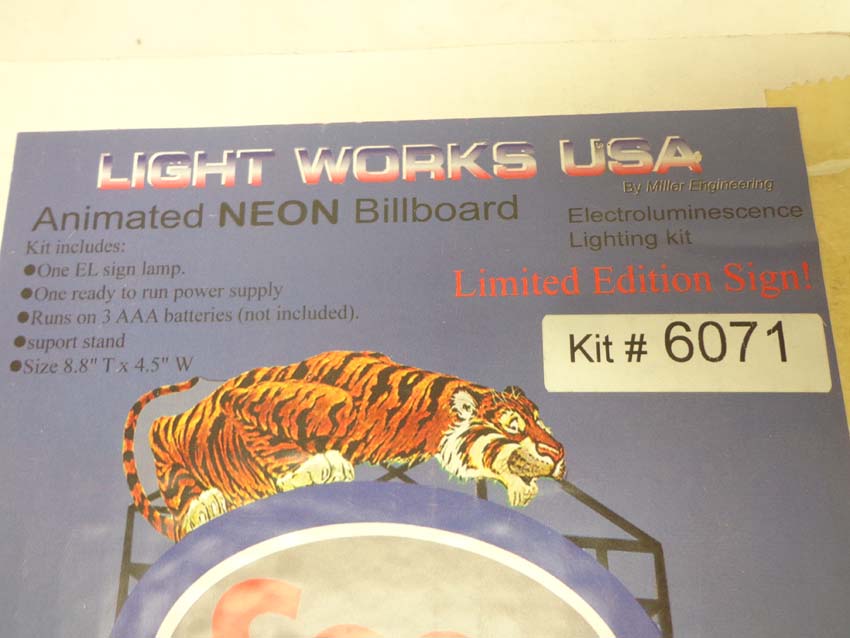 LIGHT WORKS USA
By Miller Engineering
Animated NEON Billboard
Electroluminescence
Lighting kit
Kit includes:
●One EL sign lamp.
●One ready to run power supply
●Runs on 3 AAA batteries (not included).
●suport stand
●Size 8.8" T x 4.5" W
Limited Edition Sign!
Kit # 6071